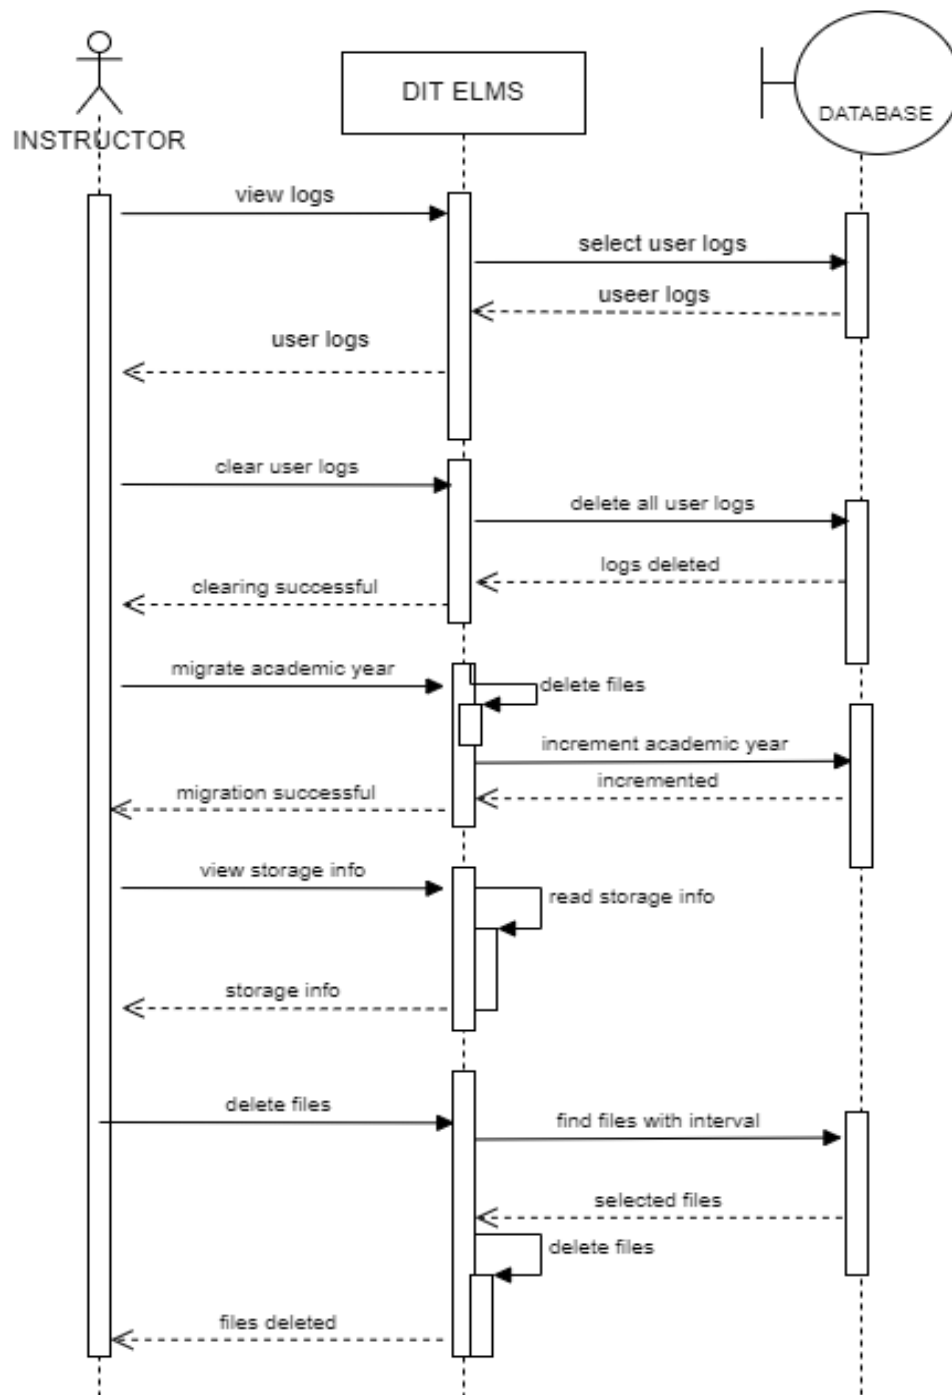 INSTRUCTOR
DIT ELMS
DATABASE
view logs
select user logs
useer logs
user logs
clear user logs
delete all user logs
logs deleted
clearing successful
migrate academic year
delete files
increment academic year
incremented
migration successful
view storage info
read storage info
storage info
delete files
find files with interval
selected files
delete files
files deleted